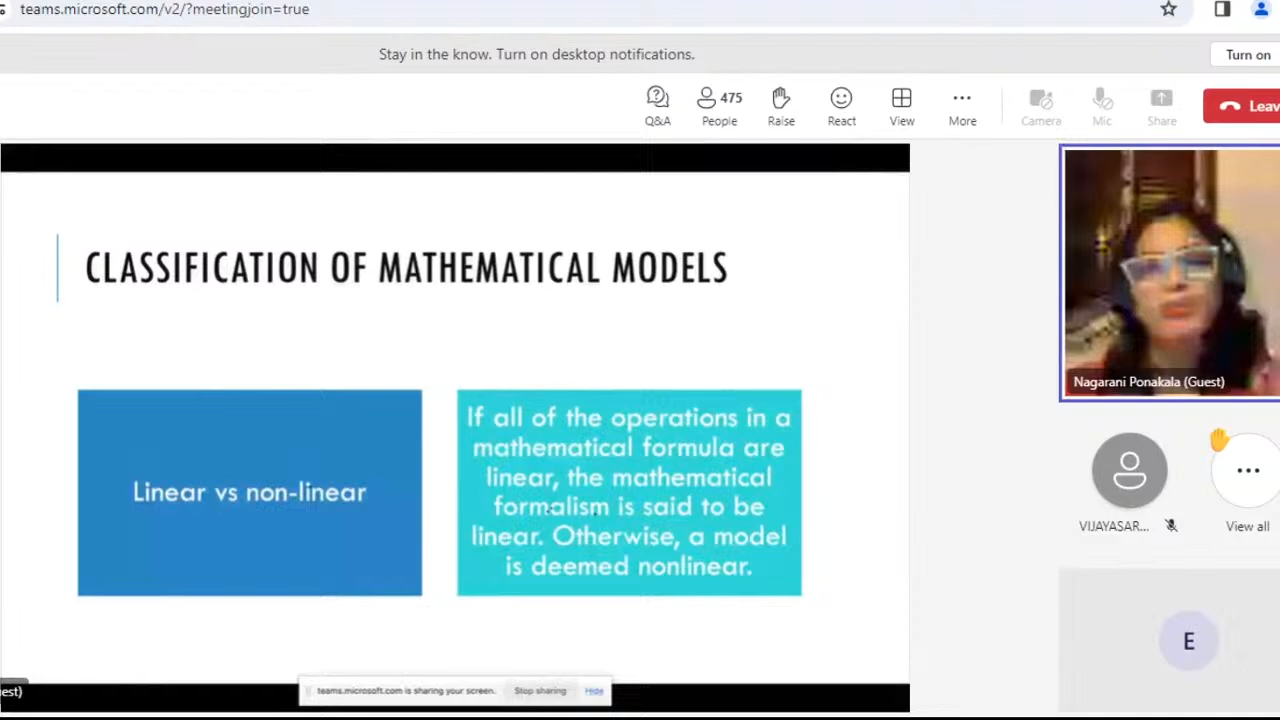 teams.microsoft.com/v2/?meetingjoin=true
Stay in the know. Turn on desktop notifications.
Turn on
475
Q&A
People
Raise
React
View
More
Camera
Mic
Share
Leav
CLASSIFICATION OF MATHEMATICAL MODELS
Linear vs non-linear
If all of the operations in a
mathematical formula are
linear, the mathematical
formalism is said to be
linear. Otherwise, a model
is deemed nonlinear.
Nagarani Ponakala (Guest)
VIJAYASAR...
View all
E
est)
teams.microsoft.com is sharing your screen.
Stop sharing
Hide